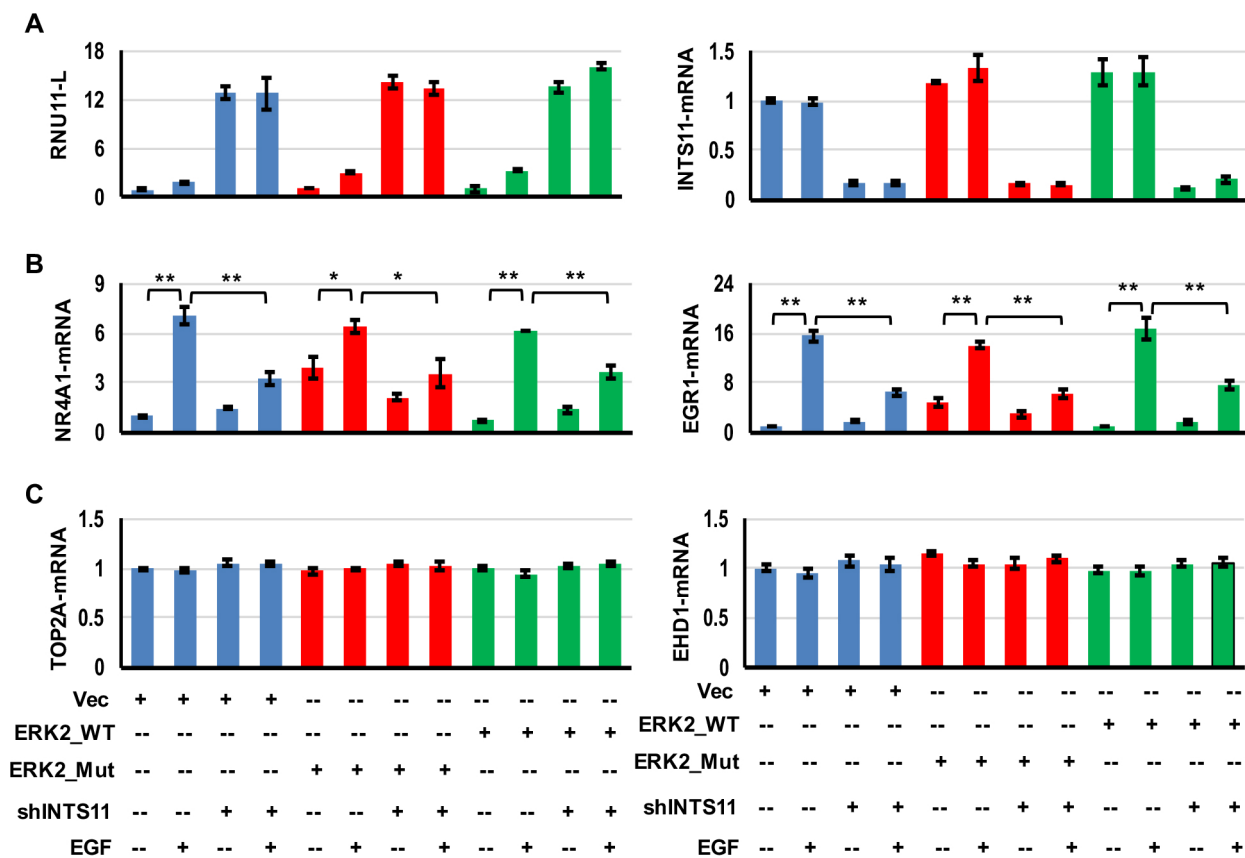 A
RNU11-L
18
12
6
0
INTS11-mRNA
1.5
1
0.5
0
B
NR4A1-mRNA
9
6
3
0
** ** * * ** **
EGR1-mRNA
24
16
8
0
** ** ** ** ** **
C
TOP2A-mRNA
1.5
1
0.5
0
EHD1-mRNA
1.5
1
0.5
0
Vec + + + + -- -- -- -- -- -- -- --
ERK2_WT -- -- -- -- -- -- -- -- + + + +
ERK2_Mut -- -- -- -- + + + + -- -- -- --
shINTS11 -- -- + + -- -- + + -- -- + +
EGF -- + -- + -- + -- + -- + -- +
Vec + + + + -- -- -- -- -- -- -- --
ERK2_WT -- -- -- -- -- -- -- -- + + + +
ERK2_Mut -- -- -- -- + + + + -- -- -- --
shINTS11 -- -- + + -- -- + + -- -- + +
EGF -- + -- + -- + -- + -- + -- +